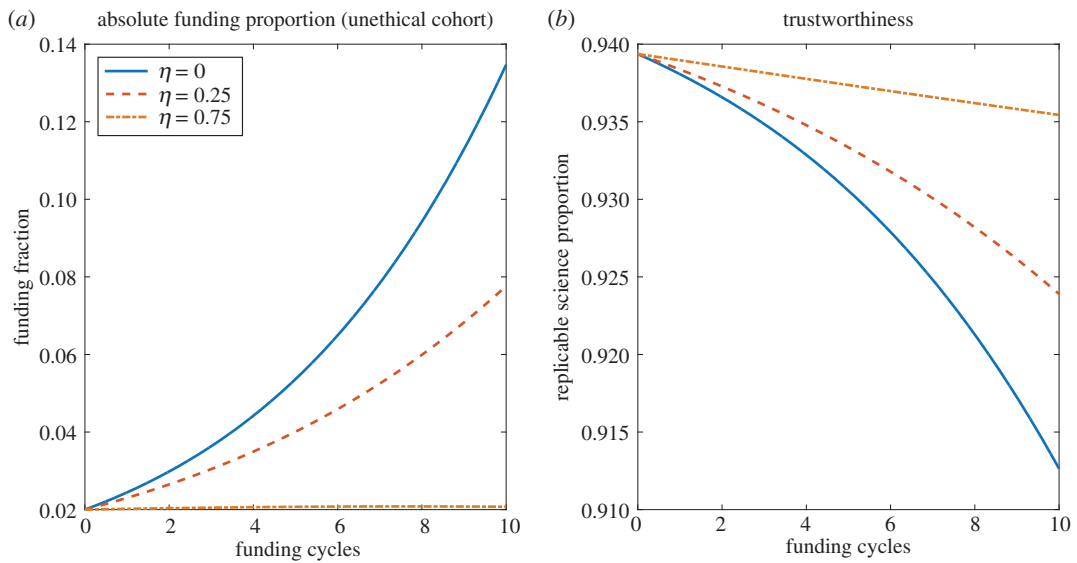 (a) absolute funding proportion (unethical cohort)
0.14
0.12
0.10
0.08
0.06
0.04
0.02
funding fraction
η = 0
η = 0.25
η = 0.75
0 2 4 6 8 10
funding cycles
(b) trustworthiness
0.940
0.935
0.930
0.925
0.920
0.915
0.910
replicable science proportion
0 2 4 6 8 10
funding cycles